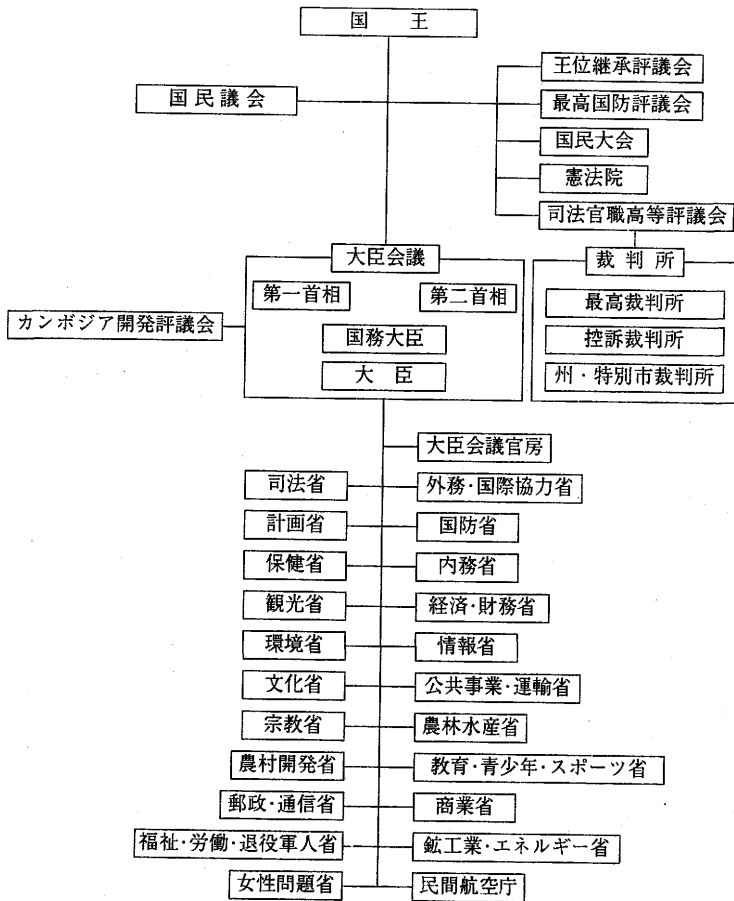 国王
王位継承評議会
国民議会
最高国防評議会
国民大会
憲法院
司法官職高等評議会
大臣会議
裁判所
第一首相
第二首相
最高裁判所
カンボジア開発評議会
国務大臣
控訴裁判所
大臣
州・特別市裁判所
大臣会議官房
司法省
外務・国際協力省
計画省
国防省
保健省
内務省
観光省
経済・財務省
環境省
情報省
文化省
公共事業・運輸省
宗教省
農林水産省
農村開発省
教育・青少年・スポーツ省
郵政・通信省
商業省
福祉・労働・退役軍人省
鉱工業・エネルギー省
女性問題省
民間航空庁